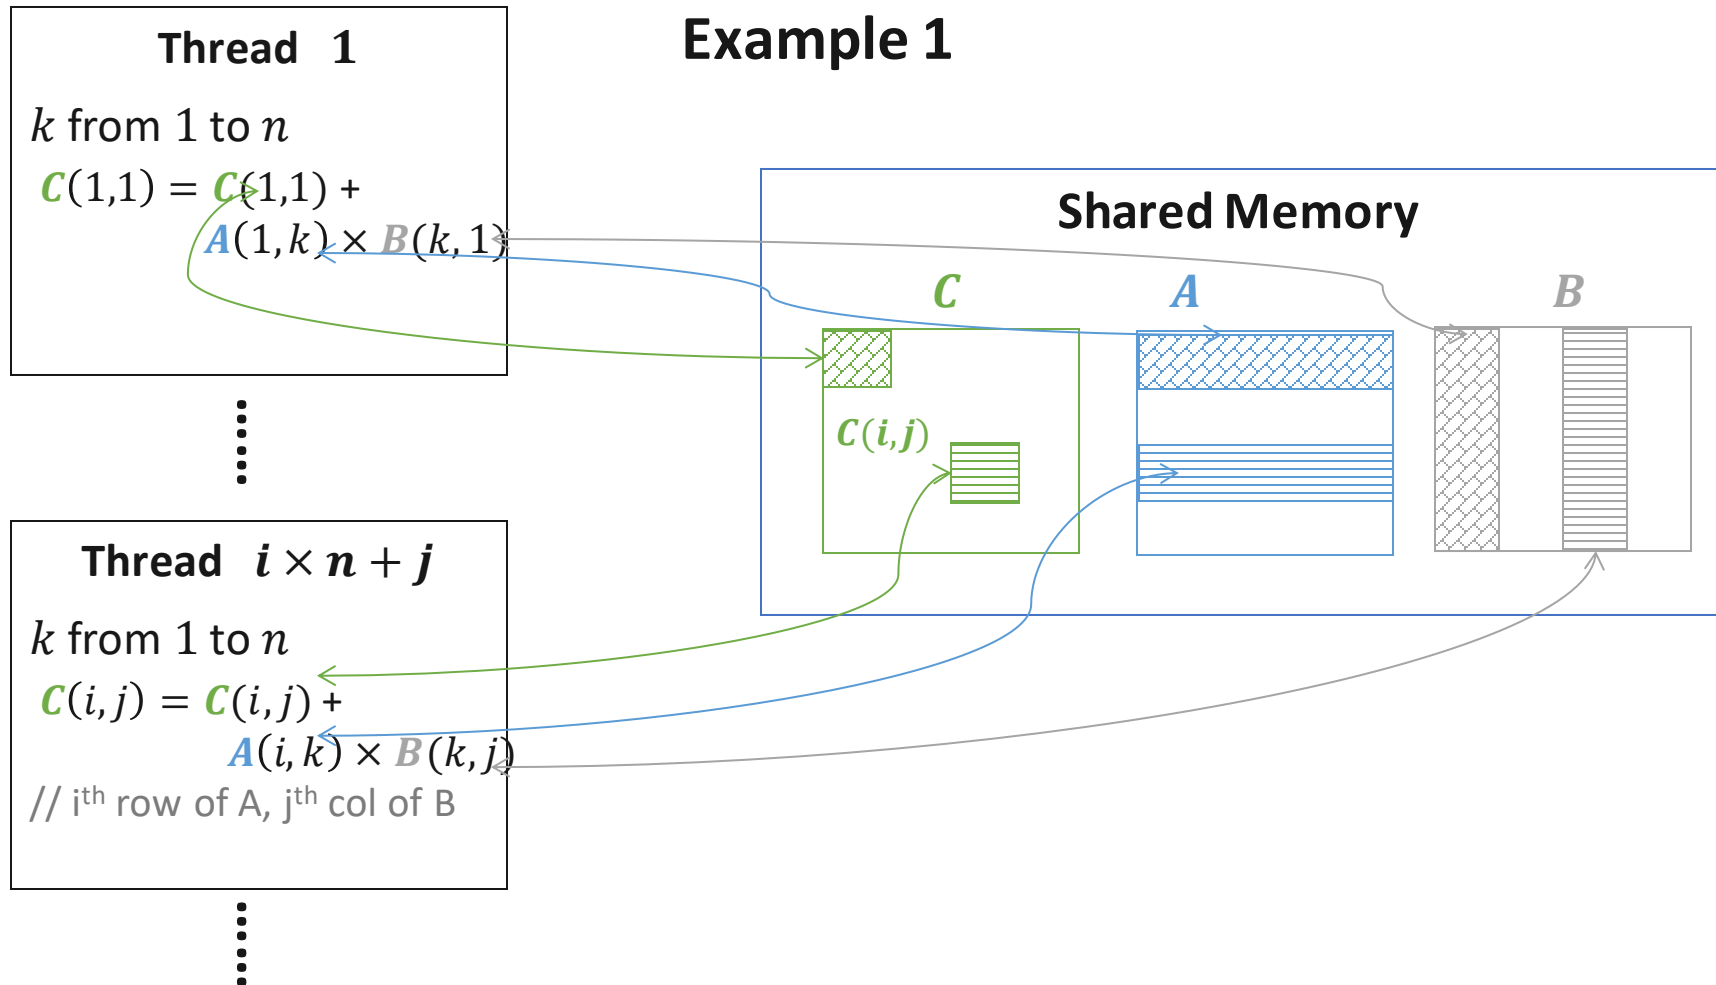 Example 1
Thread 1
k from 1 to n
C(1,1) = C(1,1) +
A(1, k) × B(k, 1)
Shared Memory
C A B
C(i, j)
Thread i × n + j
k from 1 to n
C(i, j) = C(i, j) +
A(i, k) × B(k, j)
// iᵗʰ row of A, jᵗʰ col of B